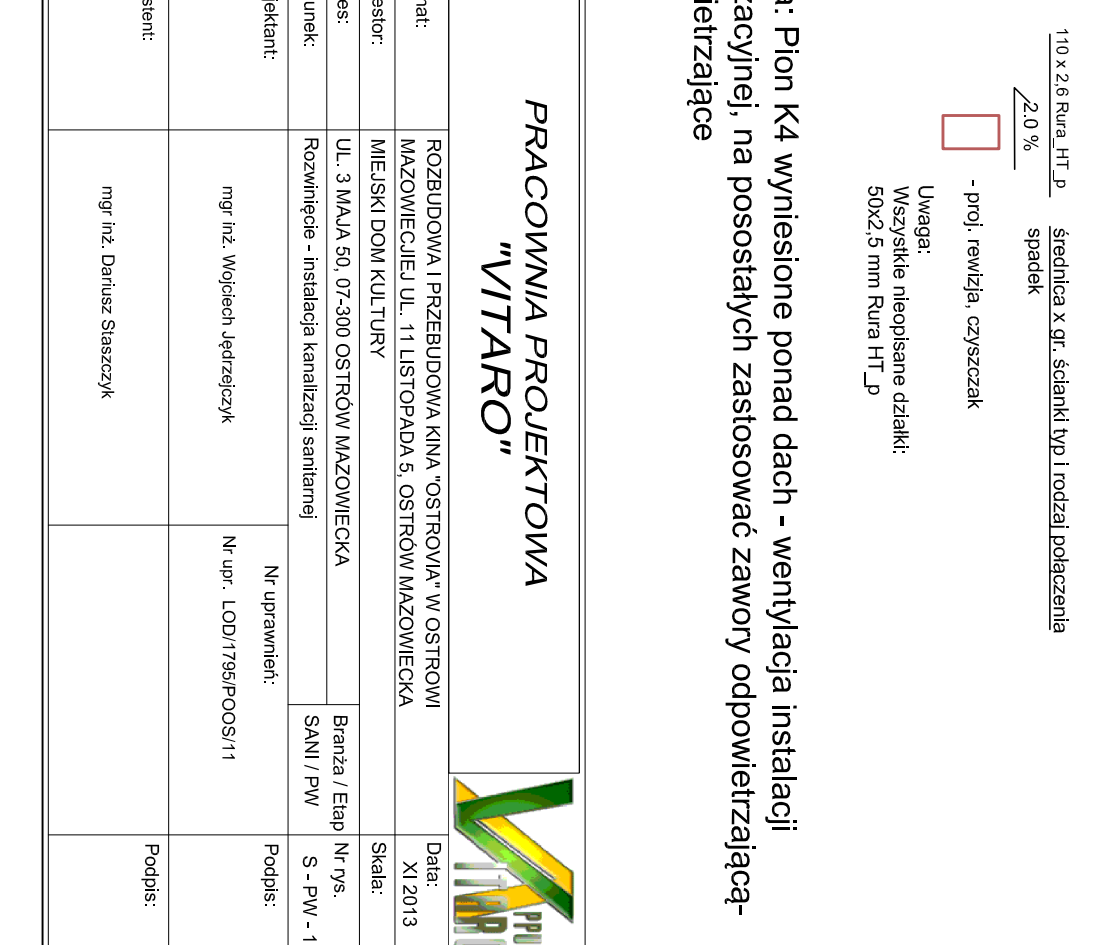 110 x 2,6 Rura_HT_p średnica x gr. ścianki typ i rodzaj połączenia
2.0 % spadek
- proj. rewizja, czyszczak
Uwaga:
Wszystkie nieopisane działki:
50x2,5 mm Rura HT_p
a: Pion K4 wyniesione ponad dach - wentylacja instalacji
zacyjnej, na posostałych zastosować zawory odpowietrzającą-
ietrzające
PRACOWNIA PROJEKTOWA
"VITARO"
PPU
ITAR
mat:
ROZBUDOWA I PRZEBUDOWA KINA "OSTROVIA" W OSTROWI
MAZOWIECJIEJ UL. 11 LISTOPADA 5, OSTRÓW MAZOWIECKA
Data:
XI 2013
estor:
MIEJSKI DOM KULTURY
Skala:
es:
UL. 3 MAJA 50, 07-300 OSTRÓW MAZOWIECKA
Branża / Etap
Nr rys.
unek:
Rozwinięcie - instalacja kanalizacji sanitarnej
SANI / PW
S - PW - 1
jektant:
Nr uprawnień:
Podpis:
mgr inż. Wojciech Jędrzejczyk
Nr upr. LOD/1795/POOS/11
stent:
Podpis:
mgr inż. Dariusz Staszczyk